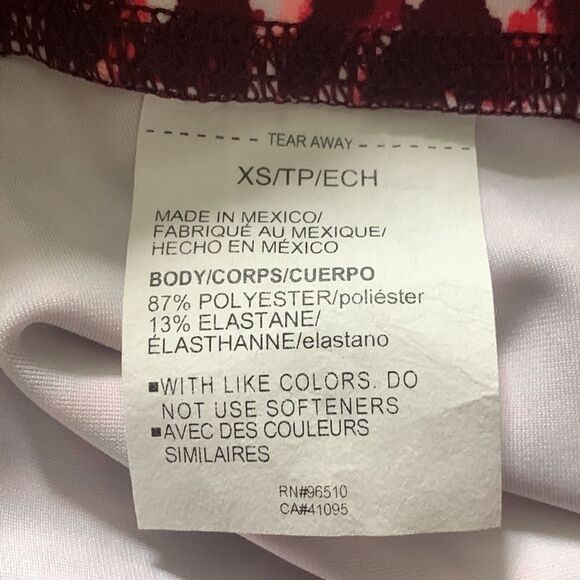 TEAR AWAY
XS/TP/ECH
MADE IN MEXICO/
FABRIQUÉ AU MEXIQUE/
HECHO EN MÉXICO
BODY/CORPS/CUERPO
87% POLYESTER/poliéster
13% ELASTANE/
ÉLASTHANNE/elastano
▪WITH LIKE COLORS. DO
NOT USE SOFTENERS
▪AVEC DES COULEURS
SIMILAIRES
RN#96510
CA#41095